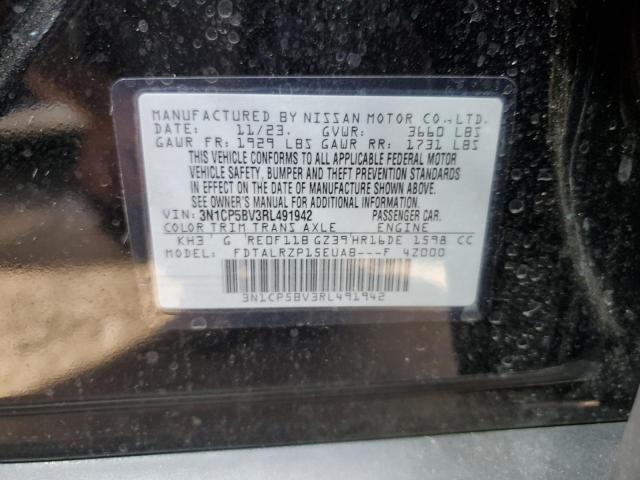 MANUFACTURED BY NISSAN MOTOR CO.,LTD.
DATE: 11/23. GVWR: 3660 LBS
GAWR FR: 1929 LBS GAWR RR: 1731 LBS
THIS VEHICLE CONFORMS TO ALL APPLICABLE FEDERAL MOTOR
VEHICLE SAFETY, BUMPER AND THEFT PREVENTION STANDARDS
IN EFFECT ON THE DATE OF MANUFACTURE SHOWN ABOVE.
SEE OWNER'S MANUAL FOR ADDITIONAL INFORMATION.
VIN: 3N1CP5BV3RL491942 PASSENGER CAR.
COLOR TRIM TRANS AXLE ENGINE
KH3 G RE0F11B GZ39 HR16DE 1598 CC
MODEL: FDTALRZP15EUAB---F 4Z000
3N1CP5BV3RL491942